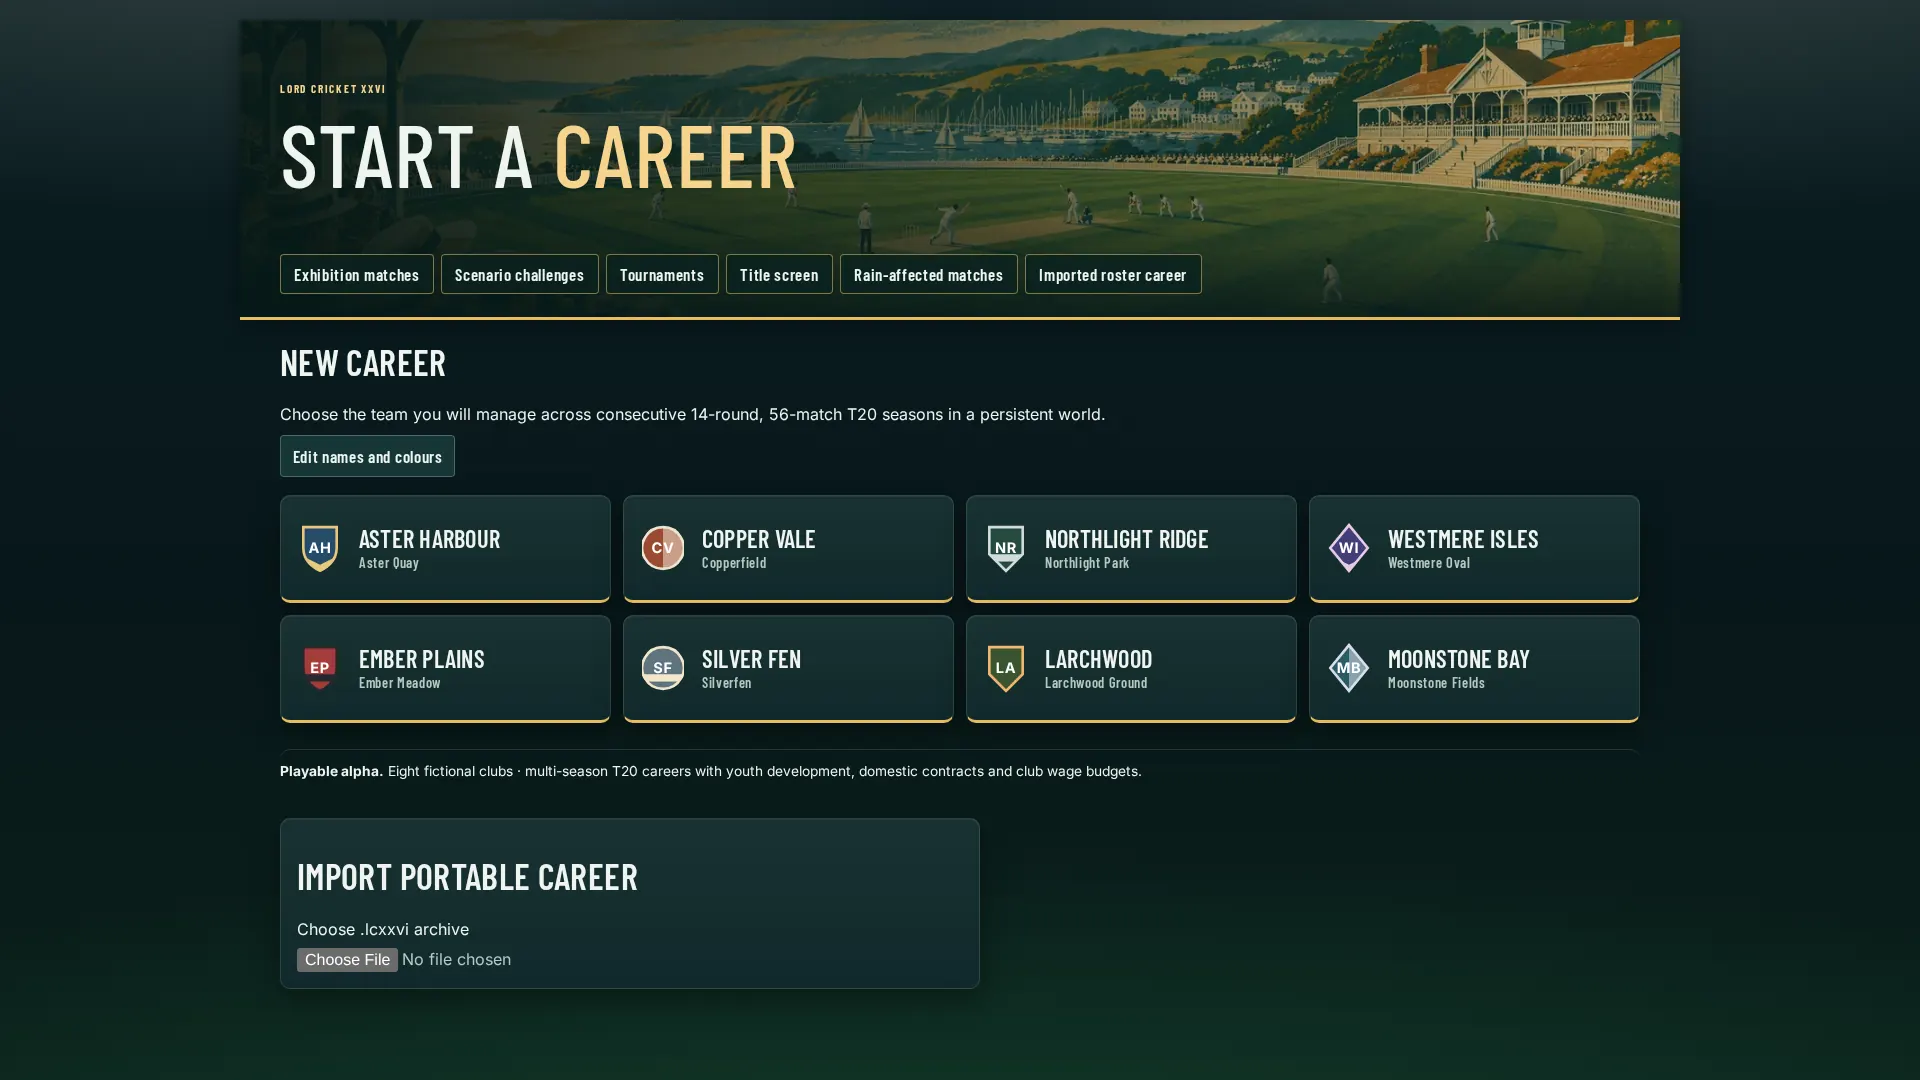 LORD CRICKET XXVI
START A CAREER
Exhibition matches
Scenario challenges
Tournaments
Title screen
Rain-affected matches
Imported roster career
NEW CAREER
Choose the team you will manage across consecutive 14-round, 56-match T20 seasons in a persistent world.
Edit names and colours
AH
ASTER HARBOUR
Aster Quay
CV
COPPER VALE
Copperfield
NR
NORTHLIGHT RIDGE
Northlight Park
WI
WESTMERE ISLES
Westmere Oval
EP
EMBER PLAINS
Ember Meadow
SF
SILVER FEN
Silverfen
LA
LARCHWOOD
Larchwood Ground
MB
MOONSTONE BAY
Moonstone Fields
Playable alpha. Eight fictional clubs · multi-season T20 careers with youth development, domestic contracts and club wage budgets.
IMPORT PORTABLE CAREER
Choose .lcxxvi archive
Choose File No file chosen